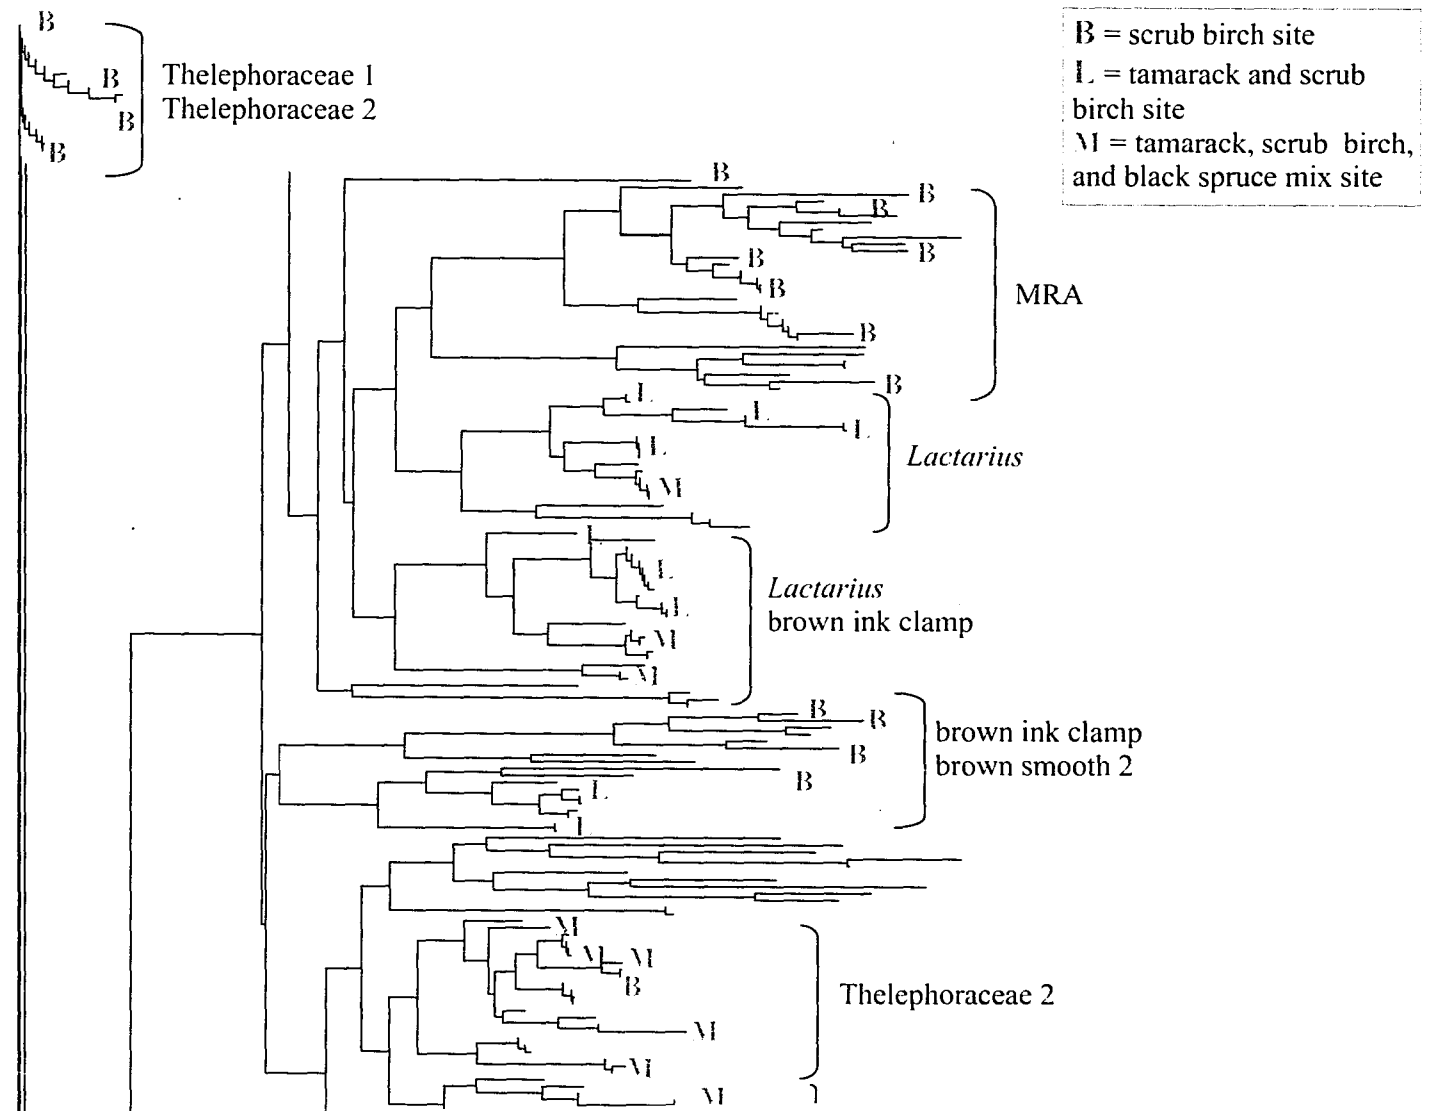 B
B
B
B
Thelephoraceae 1
Thelephoraceae 2
B = scrub birch site
L = tamarack and scrub
birch site
M = tamarack, scrub birch,
and black spruce mix site
B
B
B
B
B
B
B
B
MRA
L
L
L
L
M
Lactarius
L
L
L
M
M
Lactarius
brown ink clamp
B
B
B
B
L
L
brown ink clamp
brown smooth 2
M
M
M
B
M
M
Thelephoraceae 2
M